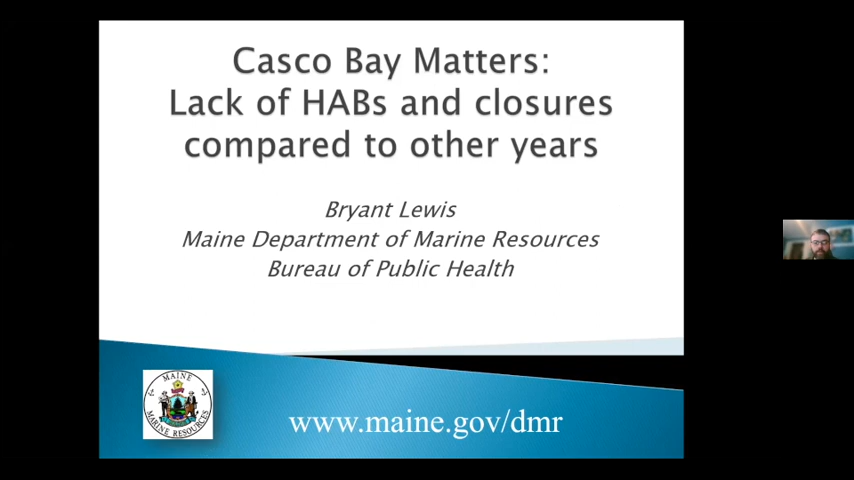 Casco Bay Matters:
Lack of HABs and closures
compared to other years
Bryant Lewis
Maine Department of Marine Resources
Bureau of Public Health
MAINE
MARINE RESOURCES
www.maine.gov/dmr